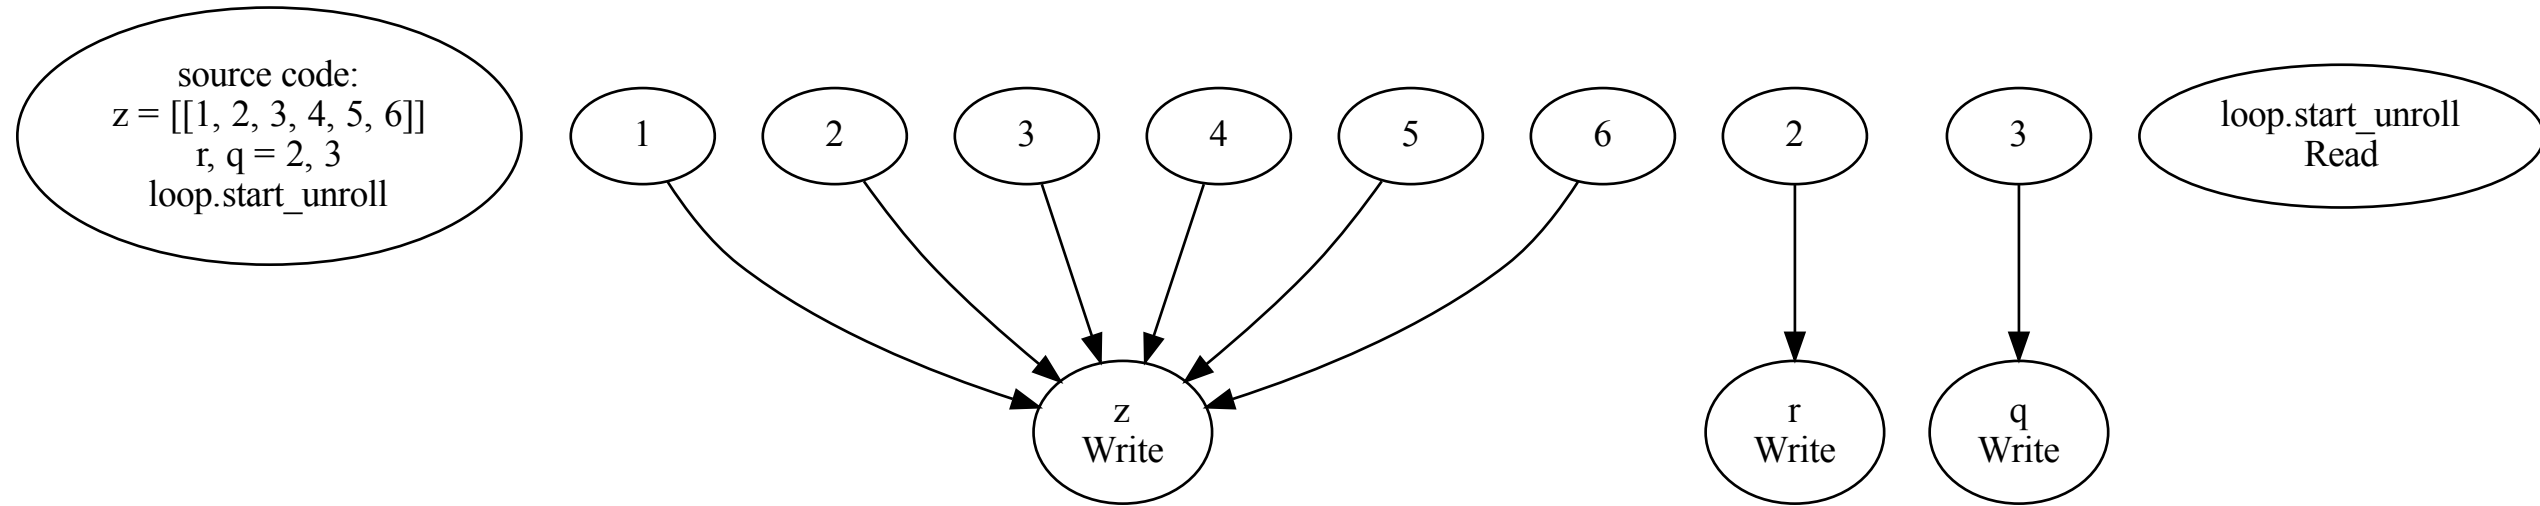 source code:
z = [[1, 2, 3, 4, 5, 6]]
r, q = 2, 3
loop.start_unroll
1
2
3
4
5
6
2
3
loop.start_unroll
Read
z
Write
r
Write
q
Write